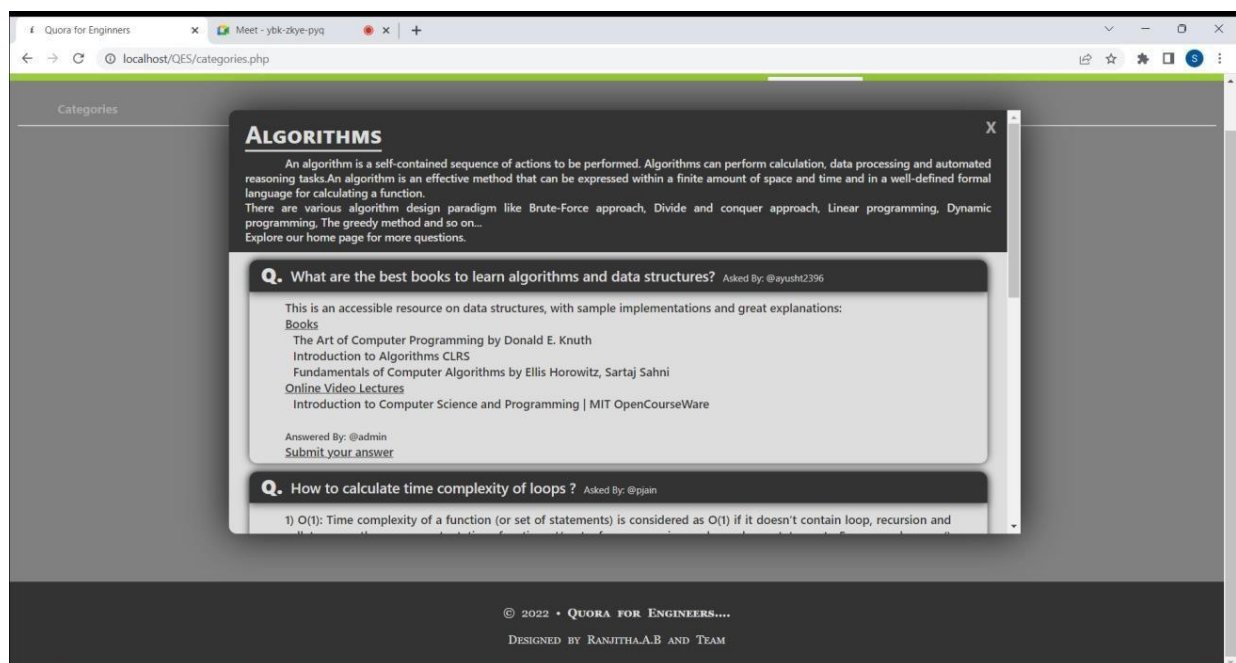 Quora for Enginners
Meet - ybk-zkye-pyq
localhost/QES/categories.php
S
Categories
X
ALGORITHMS
An algorithm is a self-contained sequence of actions to be performed. Algorithms can perform calculation, data processing and automated
reasoning tasks.An algorithm is an effective method that can be expressed within a finite amount of space and time and in a well-defined formal
language for calculating a function.
There are various algorithm design paradigm like Brute-Force approach, Divide and conquer approach, Linear programming, Dynamic
programming, The greedy method and so on...
Explore our home page for more questions.
Q. What are the best books to learn algorithms and data structures? Asked By: @ayusht2396
This is an accessible resource on data structures, with sample implementations and great explanations:
Books
The Art of Computer Programming by Donald E. Knuth
Introduction to Algorithms CLRS
Fundamentals of Computer Algorithms by Ellis Horowitz, Sartaj Sahni
Online Video Lectures
Introduction to Computer Science and Programming | MIT OpenCourseWare
Answered By: @admin
Submit your answer
Q. How to calculate time complexity of loops ? Asked By: @pjain
1) O(1): Time complexity of a function (or set of statements) is considered as O(1) if it doesn't contain loop, recursion and
© 2022 • QUORA FOR ENGINEERS....
DESIGNED BY RANJITHA.A.B AND TEAM